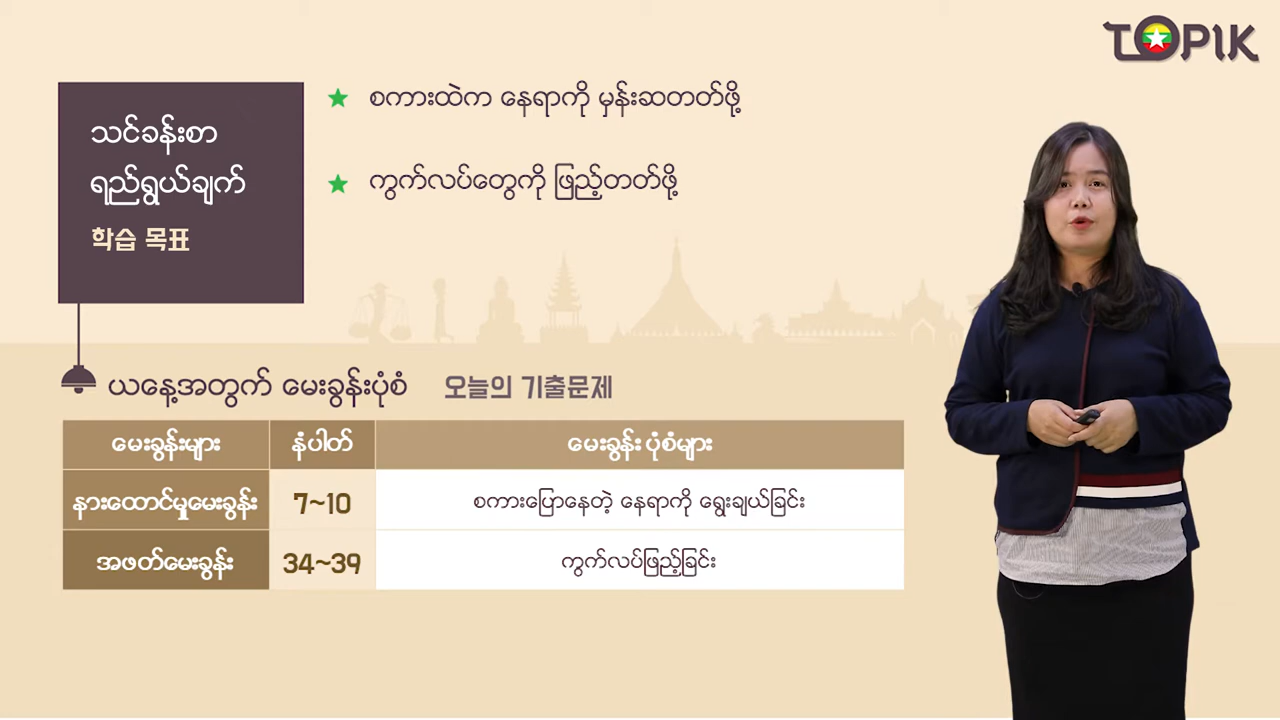 TOPIK
သင်ခန်းစာ
ရည်ရွယ်ချက်
학습 목표
စကားထဲက နေရာကို မှန်းဆတတ်ဖို့
ကွက်လပ်တွေကို ဖြည့်တတ်ဖို့
ယနေ့အတွက် မေးခွန်းပုံစံ 오늘의 기출문제
မေးခွန်းများ နံပါတ် မေးခွန်း ပုံစံများ
နားထောင်မှုမေးခွန်း 7~10 စကားပြောနေတဲ့ နေရာကို ရွေးချယ်ခြင်း
အဖတ်မေးခွန်း 34~39 ကွက်လပ်ဖြည့်ခြင်း